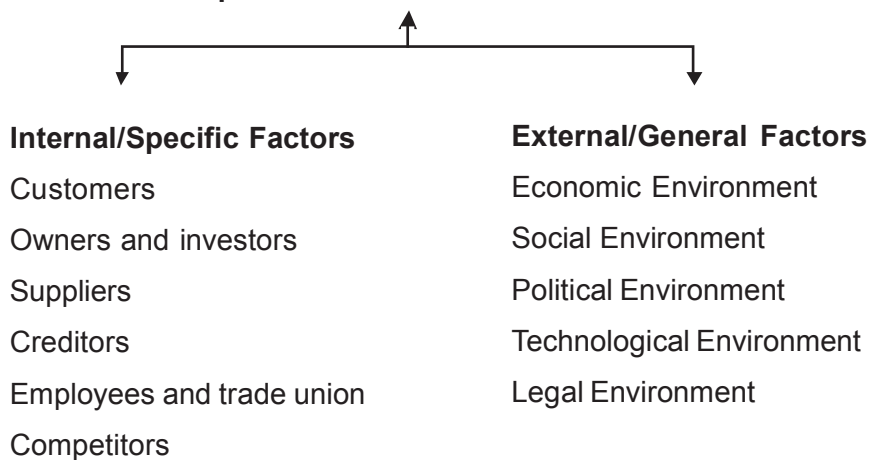 Internal/Specific Factors
Customers
Owners and investors
Suppliers
Creditors
Employees and trade union
Competitors
External/General Factors
Economic Environment
Social Environment
Political Environment
Technological Environment
Legal Environment